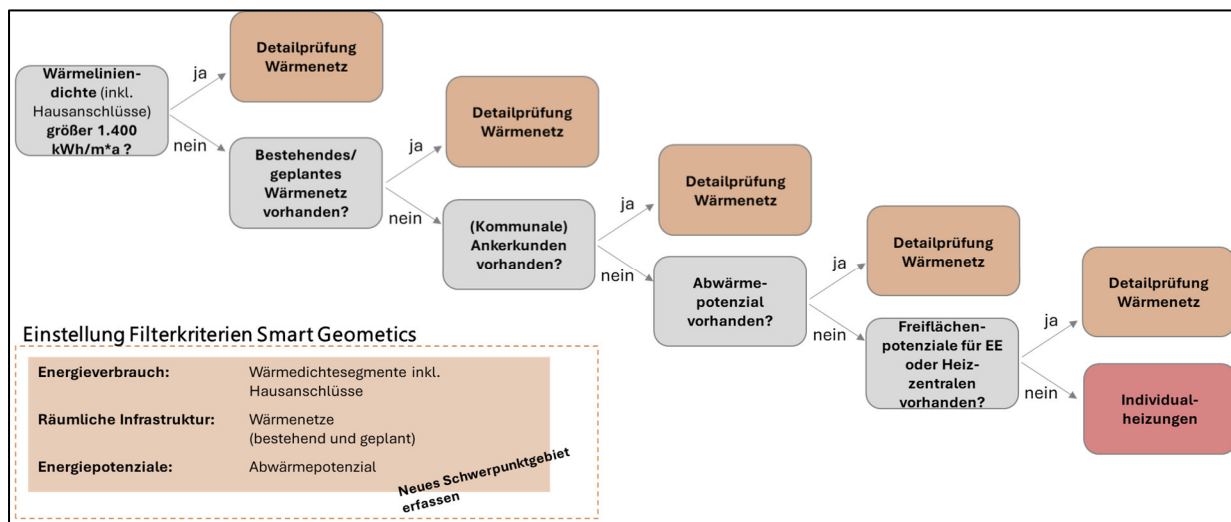 Wärmelinien-
dichte (inkl.
Hausanschlüsse)
größer 1.400
kWh/m*a ?
ja
nein
Detailprüfung
Wärmenetz
Bestehendes/
geplantes
Wärmenetz
vorhanden?
ja
nein
Detailprüfung
Wärmenetz
(Kommunale)
Ankerkunden
vorhanden?
ja
nein
Detailprüfung
Wärmenetz
Abwärme-
potenzial
vorhanden?
ja
nein
Detailprüfung
Wärmenetz
Freiflächen-
potenziale für EE
oder Heiz-
zentralen
vorhanden?
ja
nein
Detailprüfung
Wärmenetz
Individual-
heizungen
Einstellung Filterkriterien Smart Geometics
Energieverbrauch: Wärmedichtesegmente inkl.
Hausanschlüsse
Räumliche Infrastruktur: Wärmenetze
(bestehend und geplant)
Energiepotenziale: Abwärmepotenzial
Neues Schwerpunktgebiet
erfassen